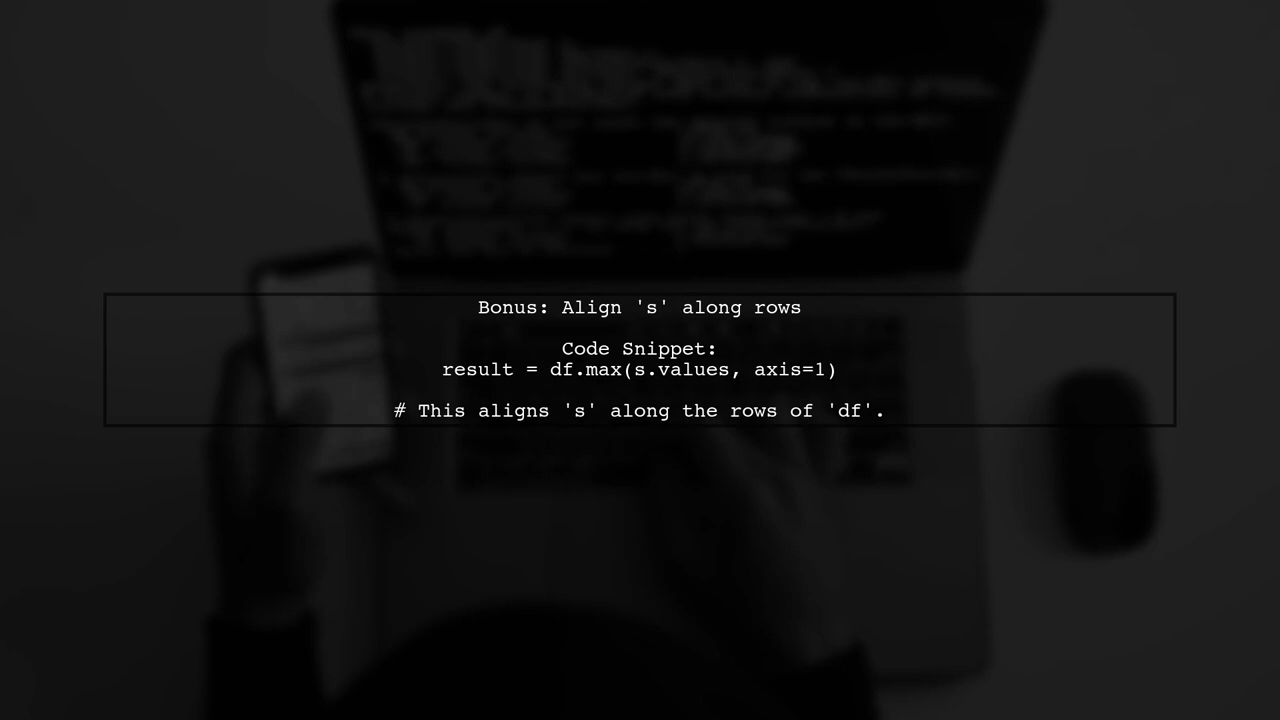 Bonus: Align 's' along rows
Code Snippet:
result = df.max(s.values, axis=1)
# This aligns 's' along the rows of 'df'.